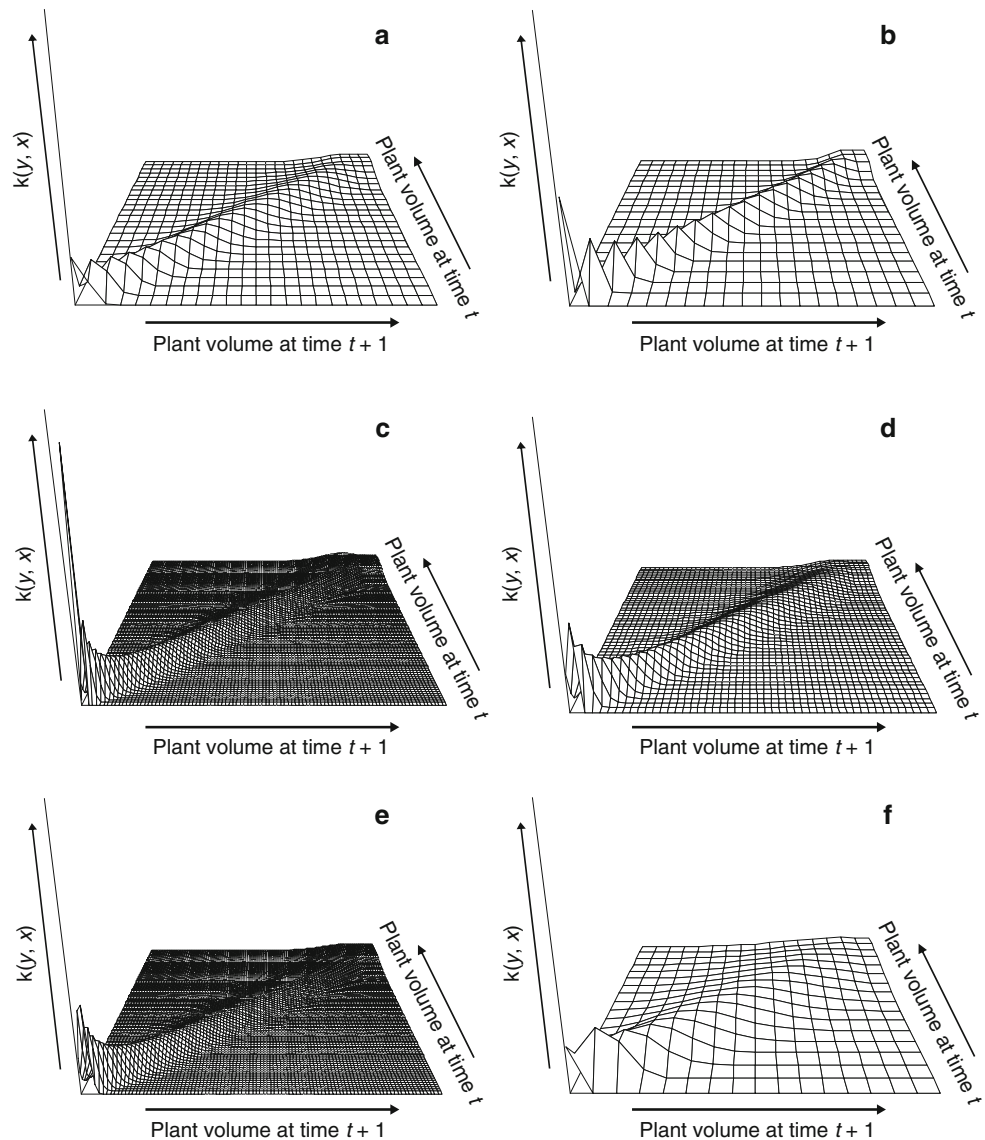 a
k(y, x)
Plant volume at time t
Plant volume at time t + 1
b
k(y, x)
Plant volume at time t
Plant volume at time t + 1
c
k(y, x)
Plant volume at time t
Plant volume at time t + 1
d
k(y, x)
Plant volume at time t
Plant volume at time t + 1
e
k(y, x)
Plant volume at time t
Plant volume at time t + 1
f
k(y, x)
Plant volume at time t
Plant volume at time t + 1